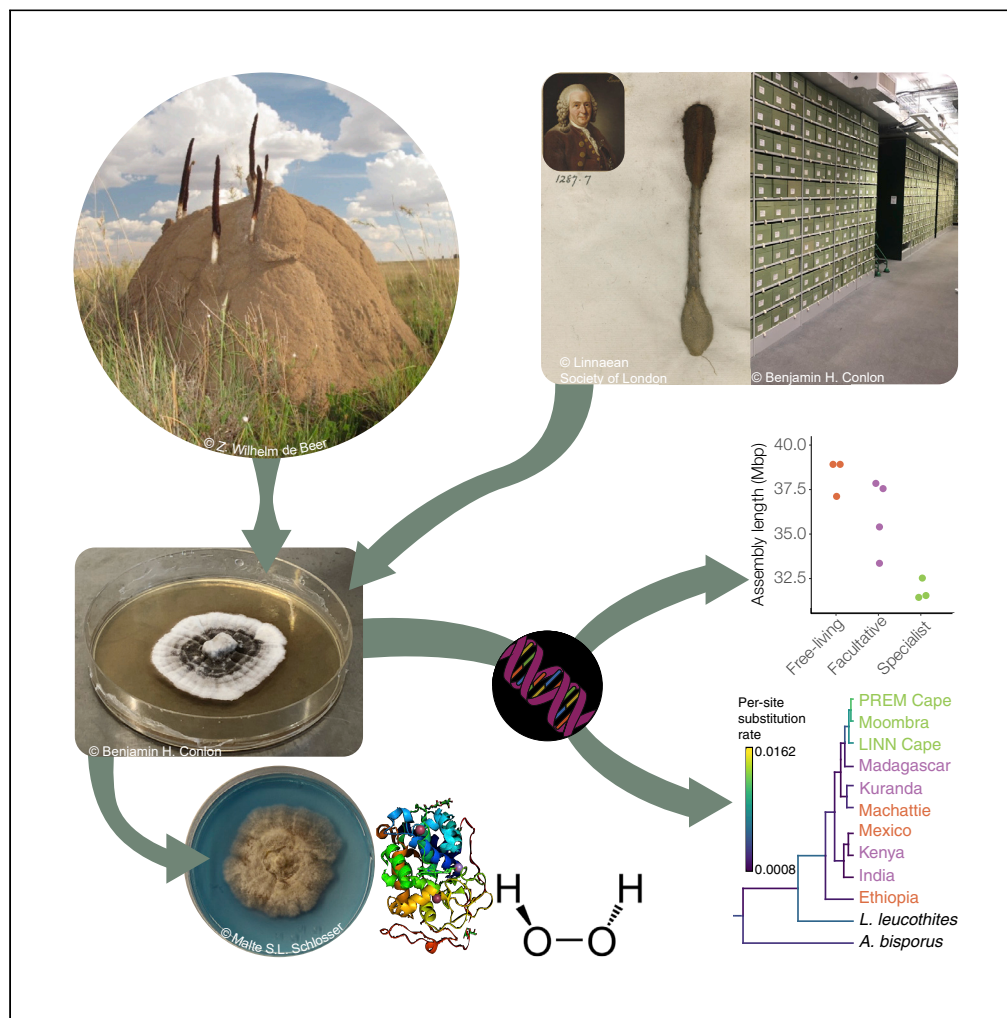 1287-7
© Z. Wilhelm de Beer
© Linnaean
Society of London
© Benjamin H. Conlon
© Benjamin H. Conlon
© Malte S.L. Schlosser
H
H
O
O
Assembly length (Mbp)
40.0
37.5
35.0
32.5
Free-living
Facultative
Specialist
Per-site
substitution
rate
0.0162
0.0008
PREM Cape
Moombra
LINN Cape
Madagascar
Kuranda
Machattie
Mexico
Kenya
India
Ethiopia
L. leucothites
A. bisporus